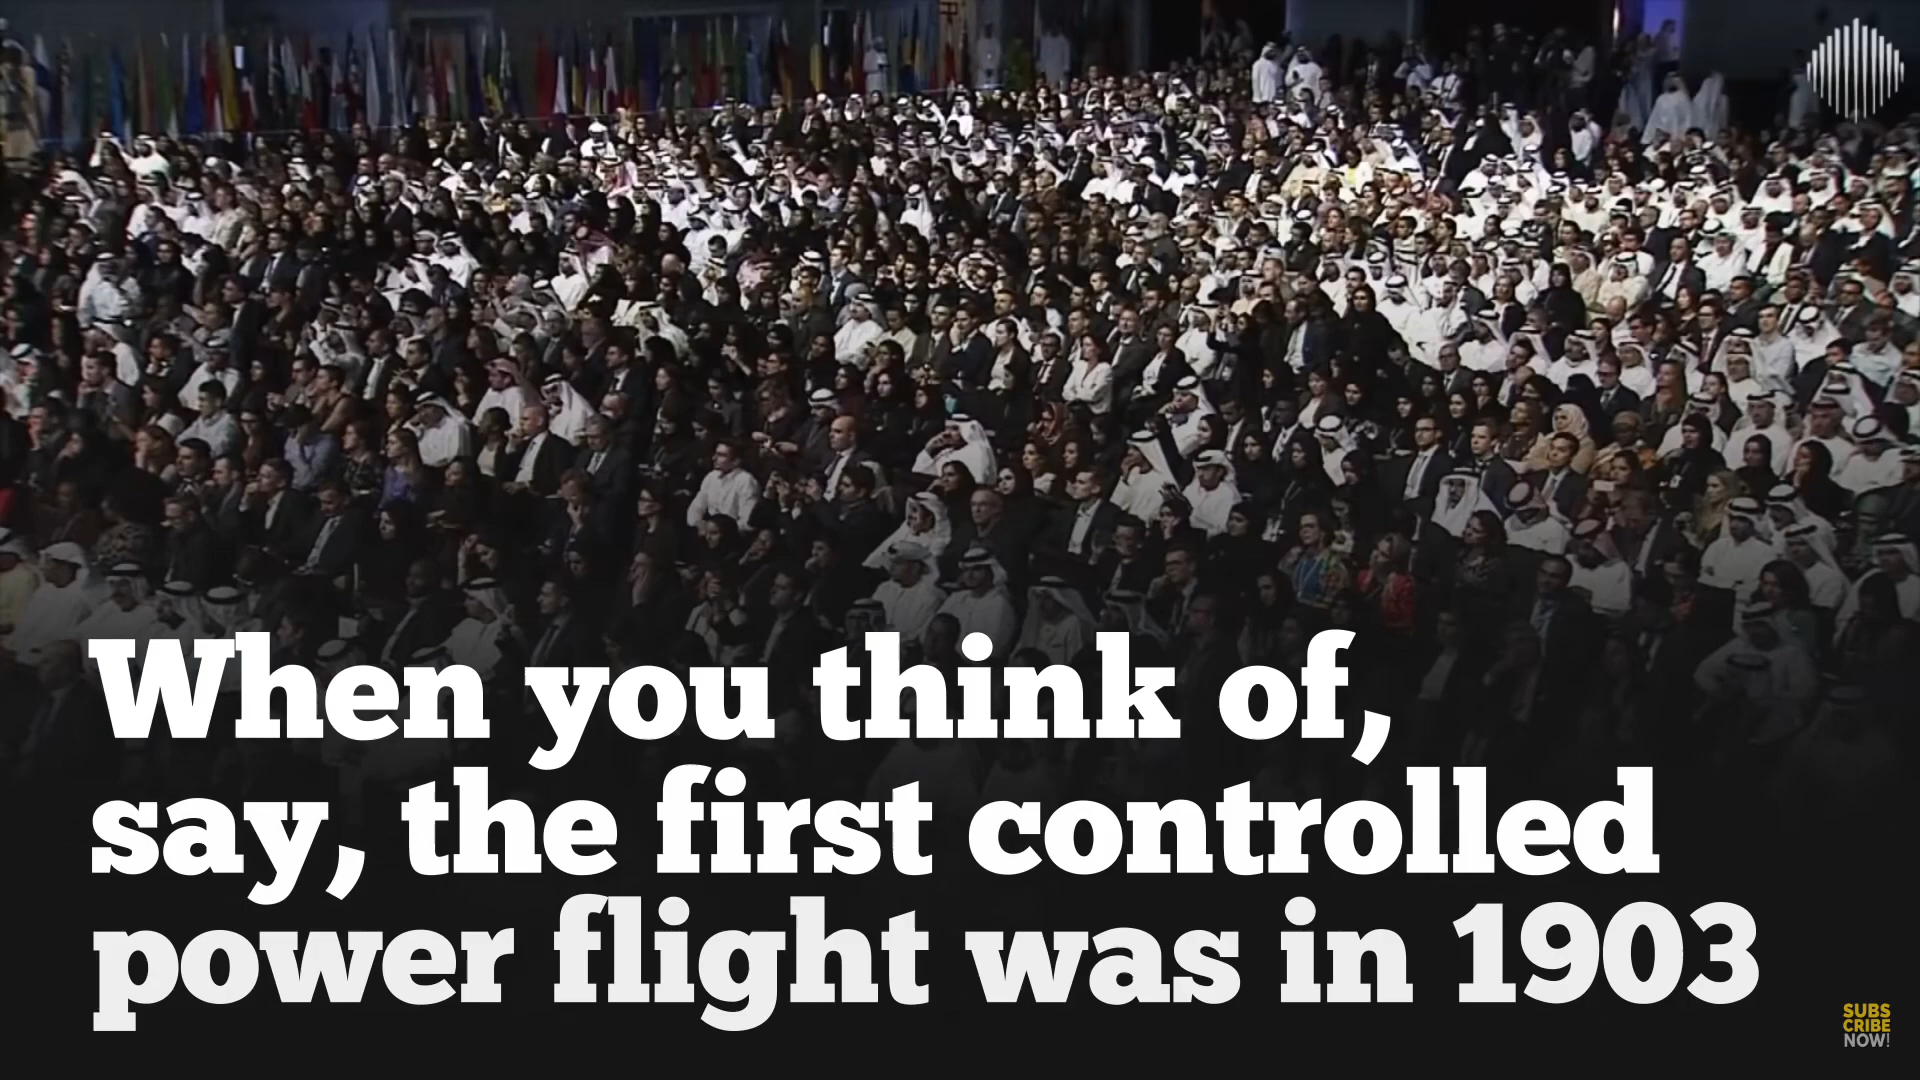 When you think of,
say, the first controlled
power flight was in 1903
SUBS
CRIBE
NOW!